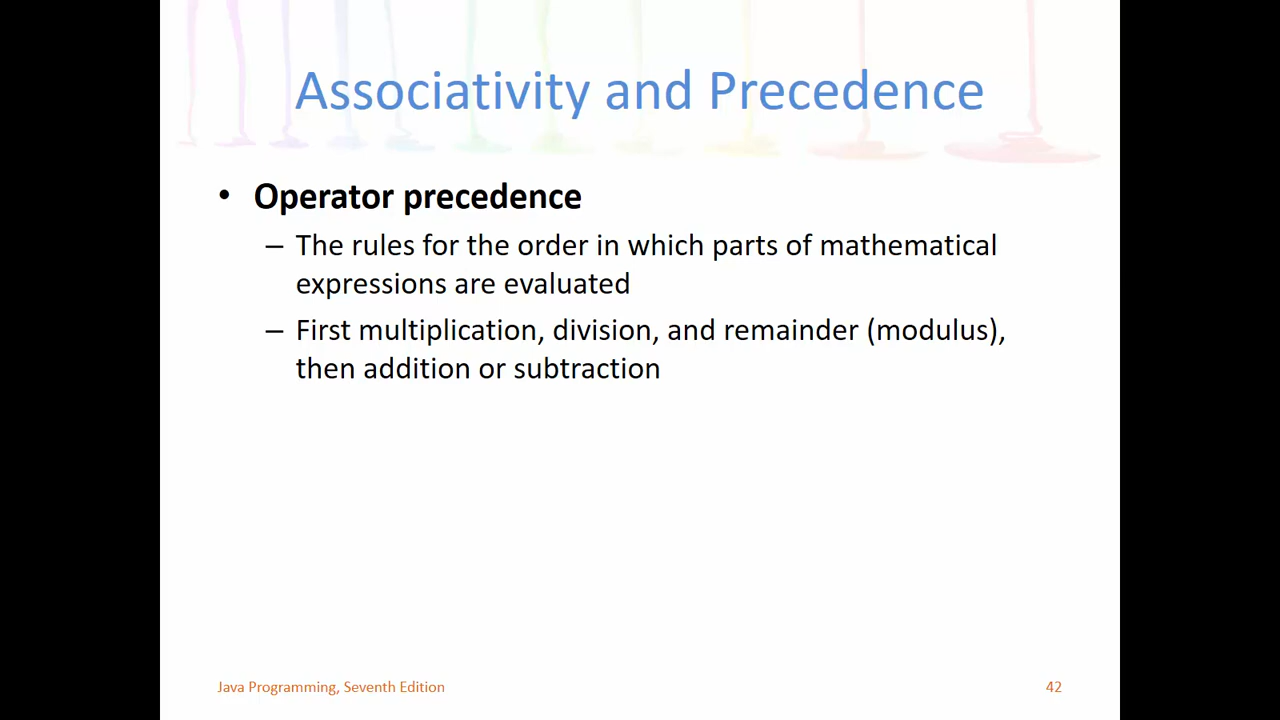 Associativity and Precedence
• Operator precedence
– The rules for the order in which parts of mathematical
expressions are evaluated
– First multiplication, division, and remainder (modulus),
then addition or subtraction
Java Programming, Seventh Edition
42